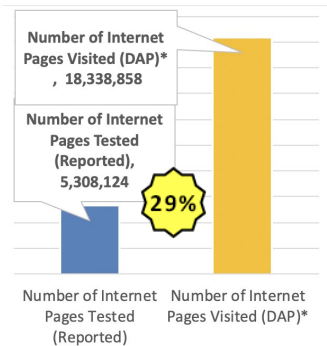 Number of Internet
Pages Visited (DAP)*
, 18,338,858
Number of Internet
Pages Tested
(Reported),
5,308,124
29%
Number of Internet
Pages Tested
(Reported)
Number of Internet
Pages Visited (DAP)*